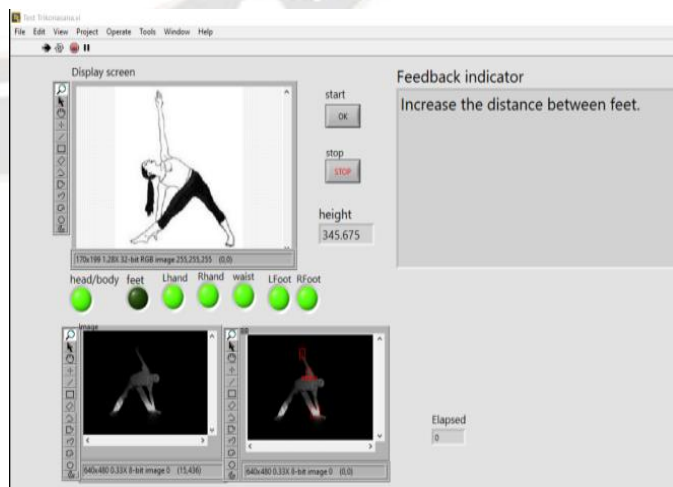 Test Trikonasana.vi
File Edit View Project Operate Tools Window Help
Display screen
170x199 1.28X 32-bit RGB image 255,255,255 (0,0)
start
OK
stop
STOP
height
345.675
Feedback indicator
Increase the distance between feet.
head/body feet Lhand Rhand waist LFoot RFoot
Image
640x480 0.33X 8-bit image 0 (15,436)
640x480 0.33X 8-bit image 0 (0,0)
Elapsed
0